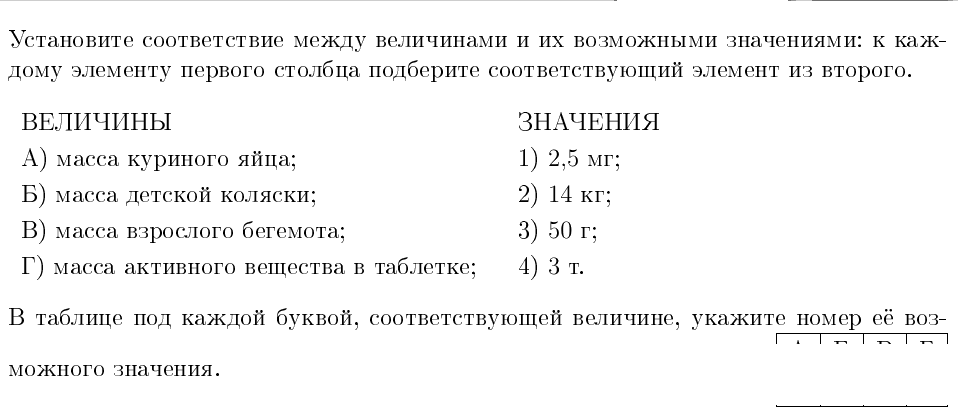 Установите соответствие между величинами и их возможными значениями: к каж-
дому элементу первого столбца подберите соответствующий элемент из второго.
ВЕЛИЧИНЫ
А) масса куриного яйца;
Б) масса детской коляски;
В) масса взрослого бегемота;
Г) масса активного вещества в таблетке;
ЗНАЧЕНИЯ
1) 2,5 мг;
2) 14 кг;
3) 50 г;
4) 3 т.
В таблице под каждой буквой, соответствующей величине, укажите номер её воз-
можного значения.